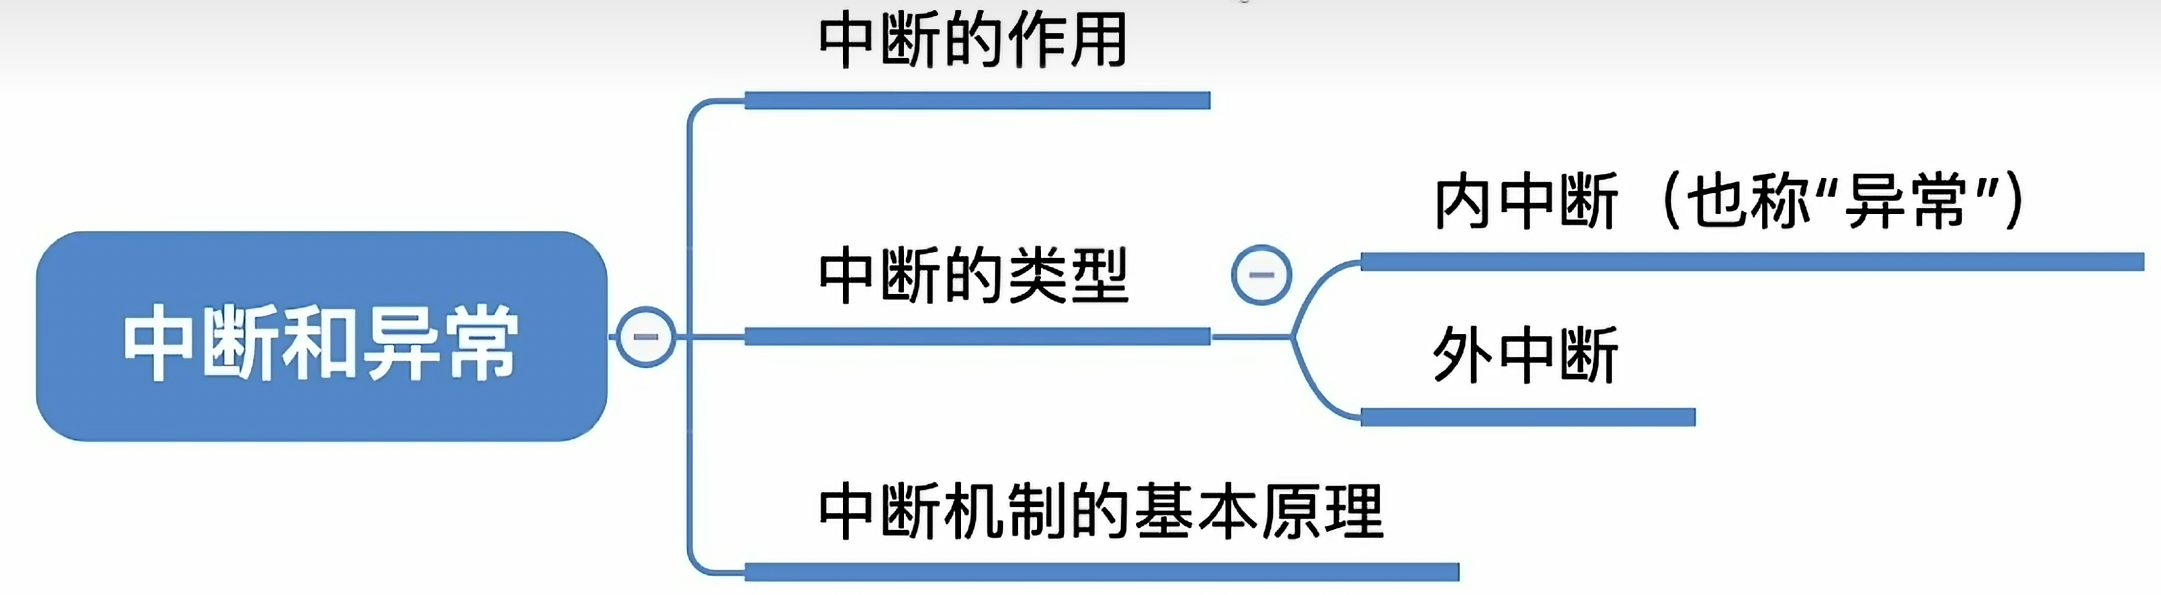 中断的作用
内中断（也称“异常”）
中断的类型
中断和异常
外中断
中断机制的基本原理